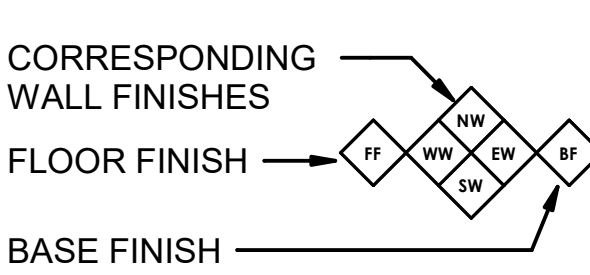 CORRESPONDING
WALL FINISHES
NW
FF WW EW BF
FLOOR FINISH
SW
BASE FINISH